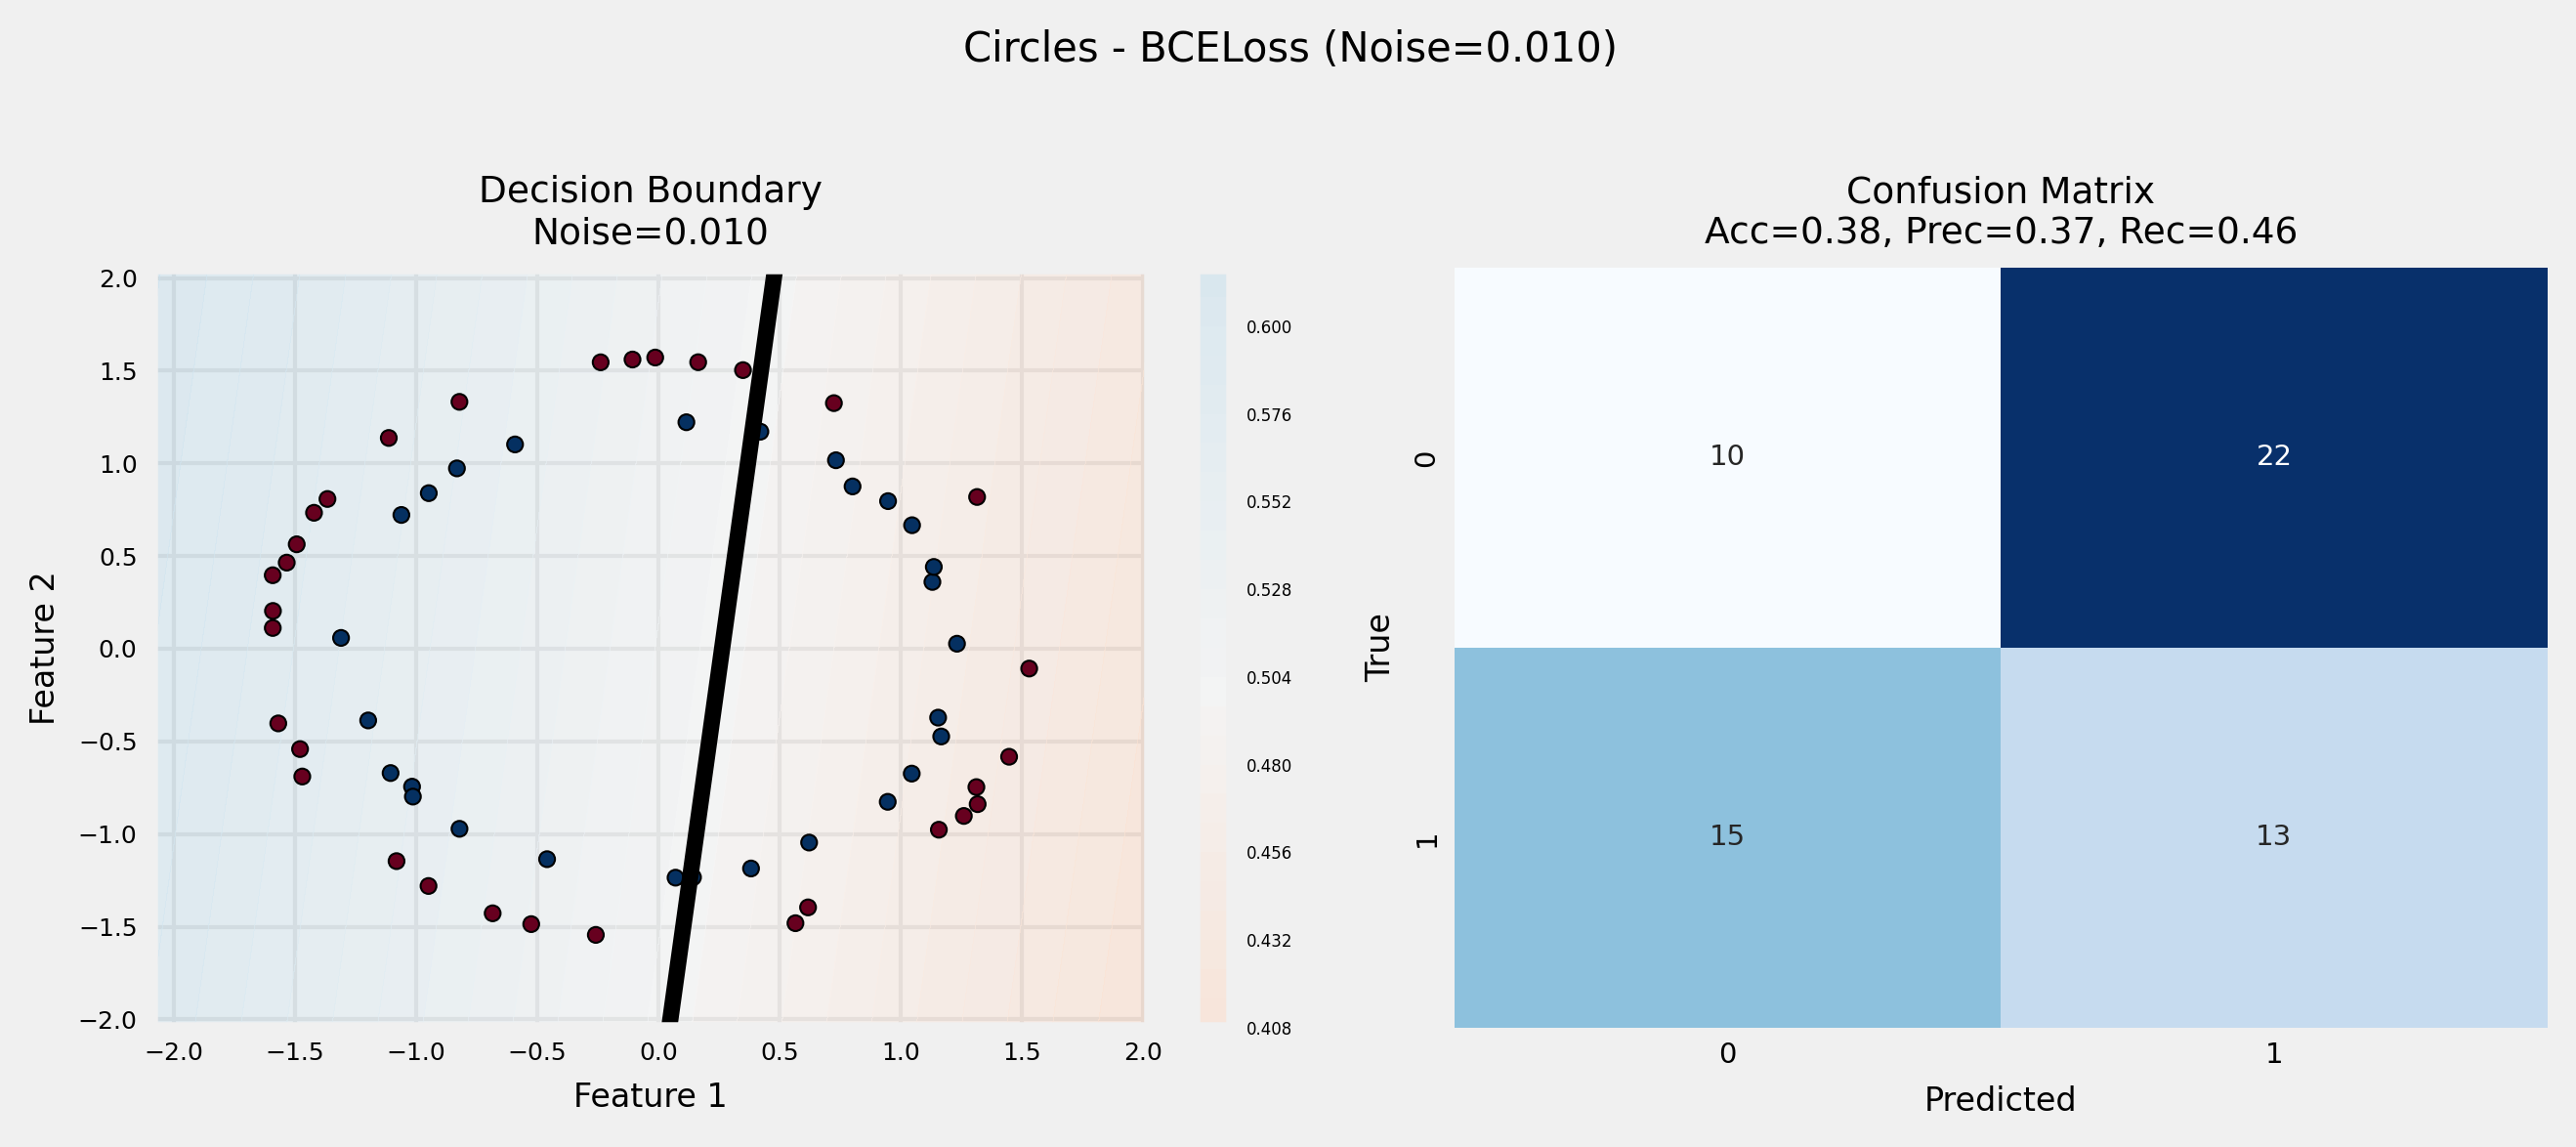 Circles - BCELoss (Noise=0.010)
Decision Boundary
Noise=0.010
2.0
1.5
1.0
0.5
0.0
−0.5
−1.0
−1.5
−2.0
Feature 2
−2.0 −1.5 −1.0 −0.5 0.0 0.5 1.0 1.5 2.0
Feature 1
0.600
0.576
0.552
0.528
0.504
0.480
0.456
0.432
0.408
Confusion Matrix
Acc=0.38, Prec=0.37, Rec=0.46
True
0
10 22
1
15 13
0 1
Predicted